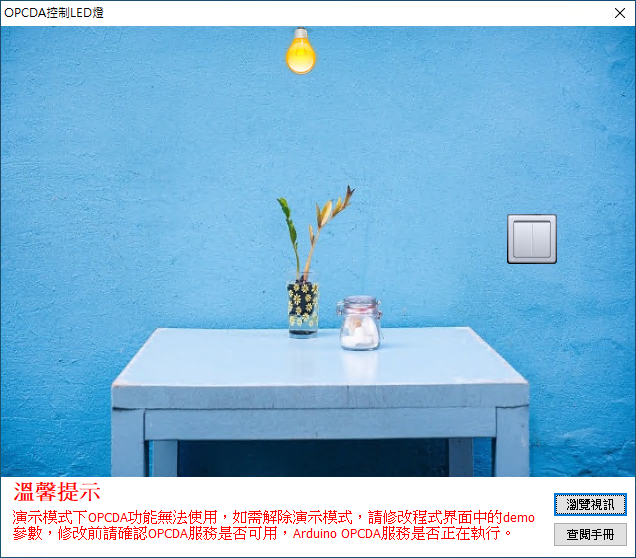 OPCDA控制LED燈
溫馨提示
演示模式下OPCDA功能無法使用，如需解除演示模式，請修改程式界面中的demo
參數，修改前請確認OPCDA服務是否可用，Arduino OPCDA服務是否正在執行。
瀏覽視訊
查閱手冊